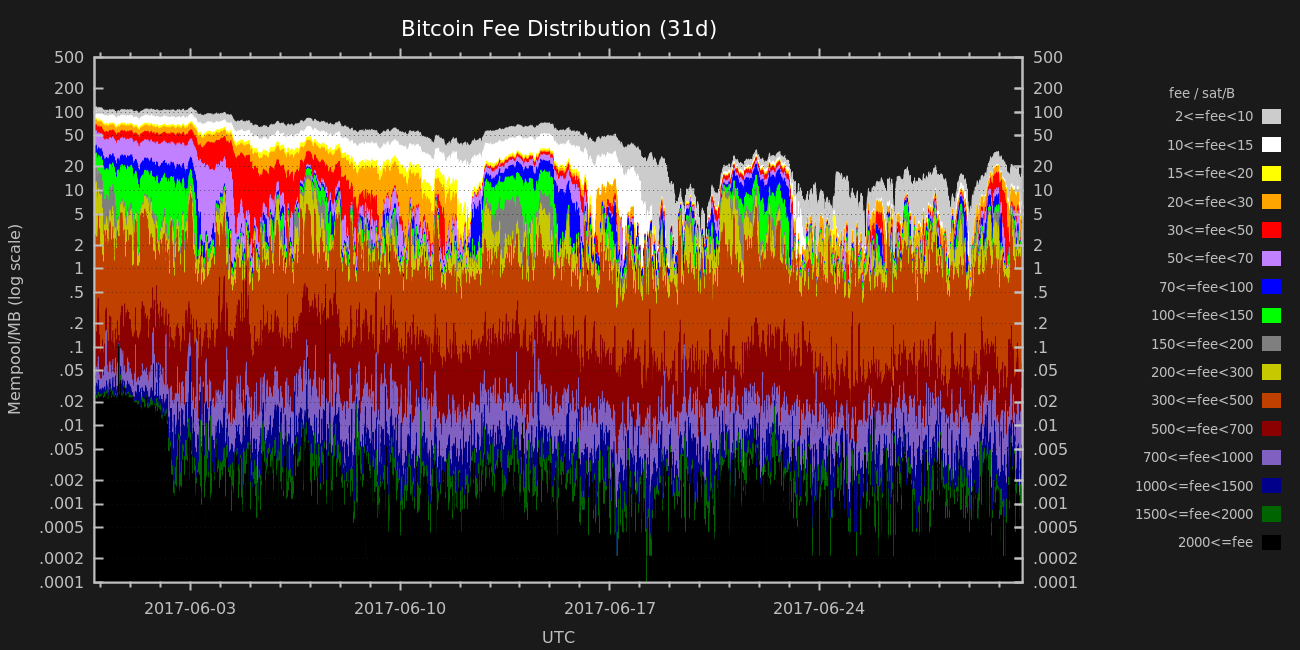 Bitcoin Fee Distribution (31d)
500 500
200 200
100 100
50 50
20 20
10 10
5 5
2 2
1 1
.5 .5
.2 .2
.1 .1
.05 .05
.02 .02
.01 .01
.005 .005
.002 .002
.001 .001
.0005 .0005
.0002 .0002
.0001 .0001
Mempool/MB (log scale)
2017-06-03 2017-06-10 2017-06-17 2017-06-24
UTC
fee / sat/B
2<=fee<10
10<=fee<15
15<=fee<20
20<=fee<30
30<=fee<50
50<=fee<70
70<=fee<100
100<=fee<150
150<=fee<200
200<=fee<300
300<=fee<500
500<=fee<700
700<=fee<1000
1000<=fee<1500
1500<=fee<2000
2000<=fee